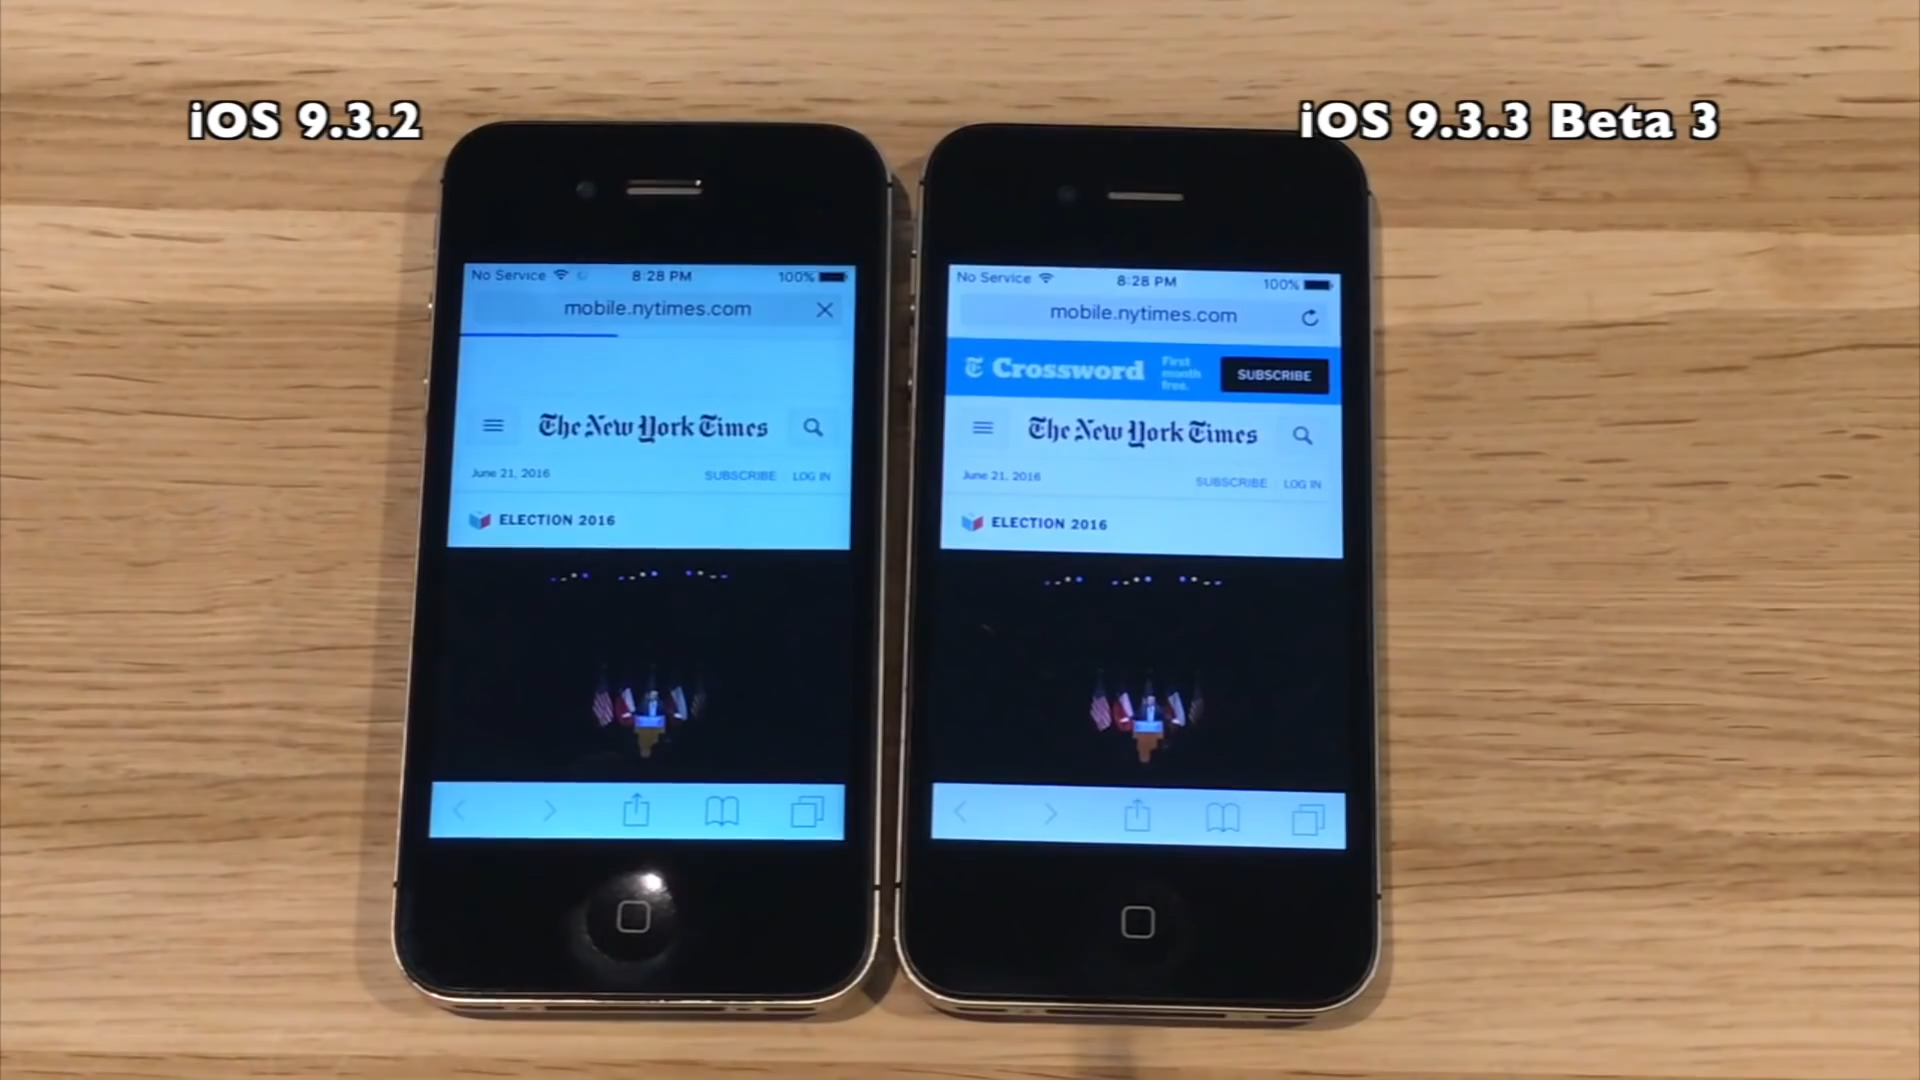 iOS 9.3.2
iOS 9.3.3 Beta 3
No Service 8:28 PM 100%
mobile.nytimes.com
The New York Times
June 21, 2016 SUBSCRIBE LOG IN
ELECTION 2016
No Service 8:28 PM 100%
mobile.nytimes.com
T Crossword
First
month
free.
SUBSCRIBE
The New York Times
June 21, 2016 SUBSCRIBE LOG IN
ELECTION 2016